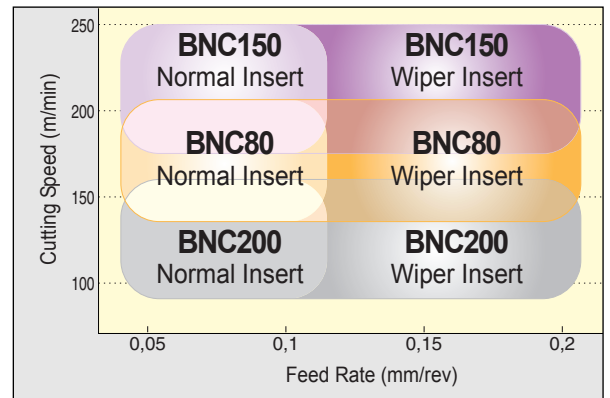 Cutting Speed (m/min)
250
200
150
100
BNC150
Normal Insert
BNC150
Wiper Insert
BNC80
Normal Insert
BNC80
Wiper Insert
BNC200
Normal Insert
BNC200
Wiper Insert
0,05
0,1
0,15
0,2
Feed Rate (mm/rev)